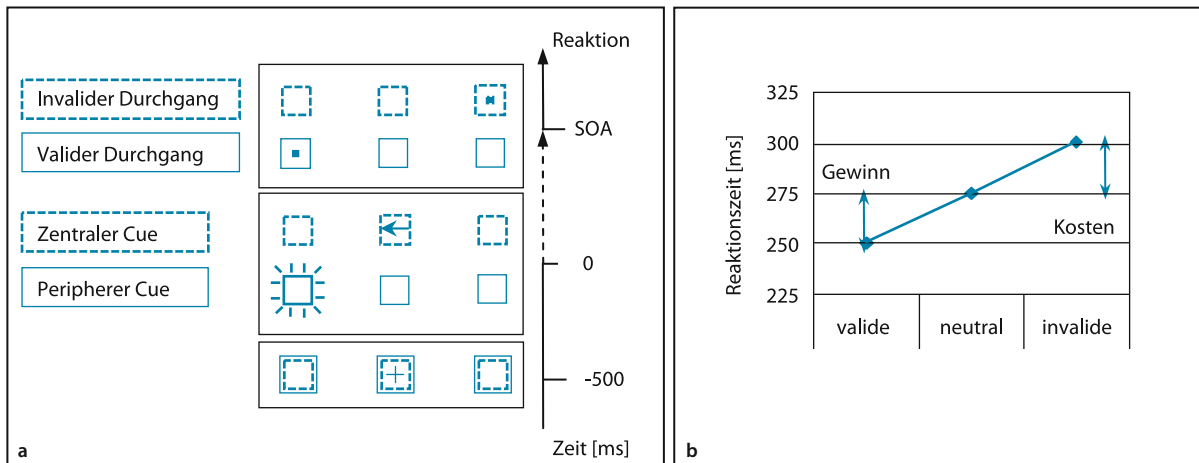 Reaktion
Invalider Durchgang
SOA
Valider Durchgang
Zentraler Cue
0
Peripherer Cue
-500
Zeit [ms]
a
Reaktionszeit [ms]
325
300
275
250
225
Gewinn
Kosten
valide neutral invalide
b